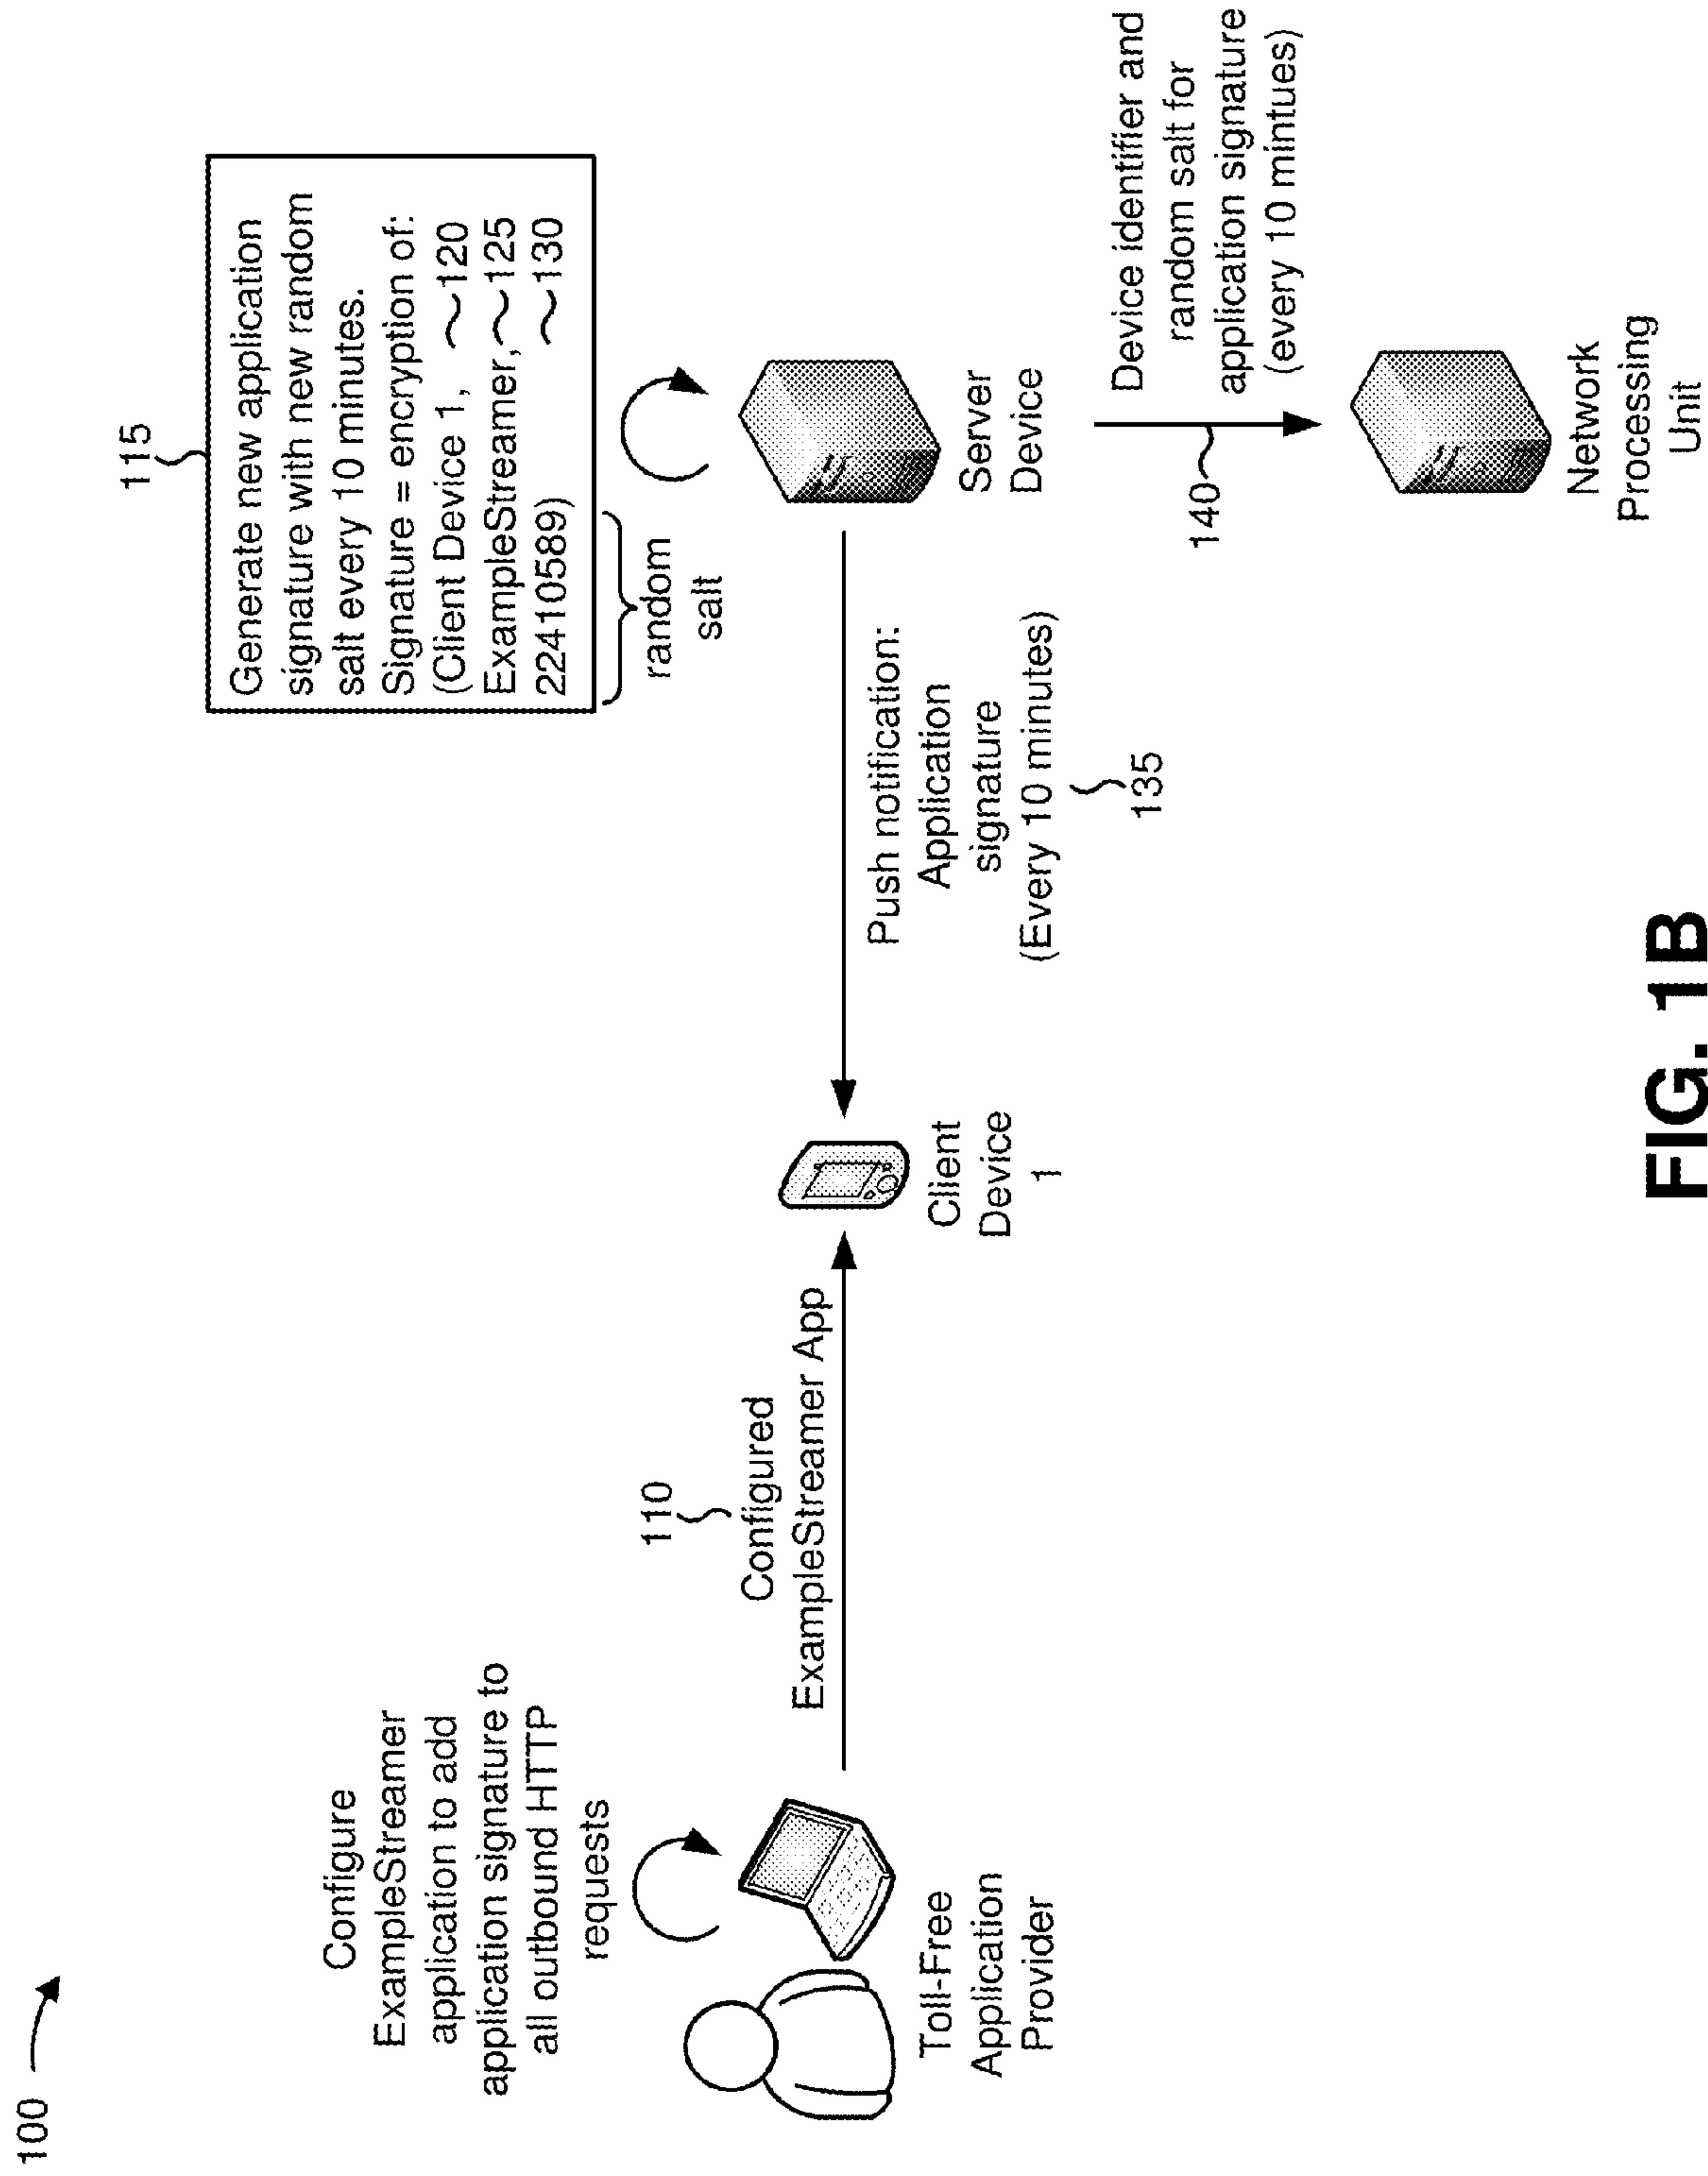 100
Configure
ExampleStreamer
application to add
application signature to
all outbound HTTP
requests
Toll-Free
Application
Provider
110
Configured
ExampleStreamer App
Client
Device
1
115
Generate new application
signature with new random
salt every 10 minutes.
Signature = encryption of:
(Client Device 1, 120
ExampleStreamer, 125
22410589) 130
random
salt
Push notification:
Application
signature
(Every 10 minutes)
135
Server
Device
140
Device identifier and
random salt for
application signature
(every 10 mintues)
Network
Processing
Unit
FIG. 1B